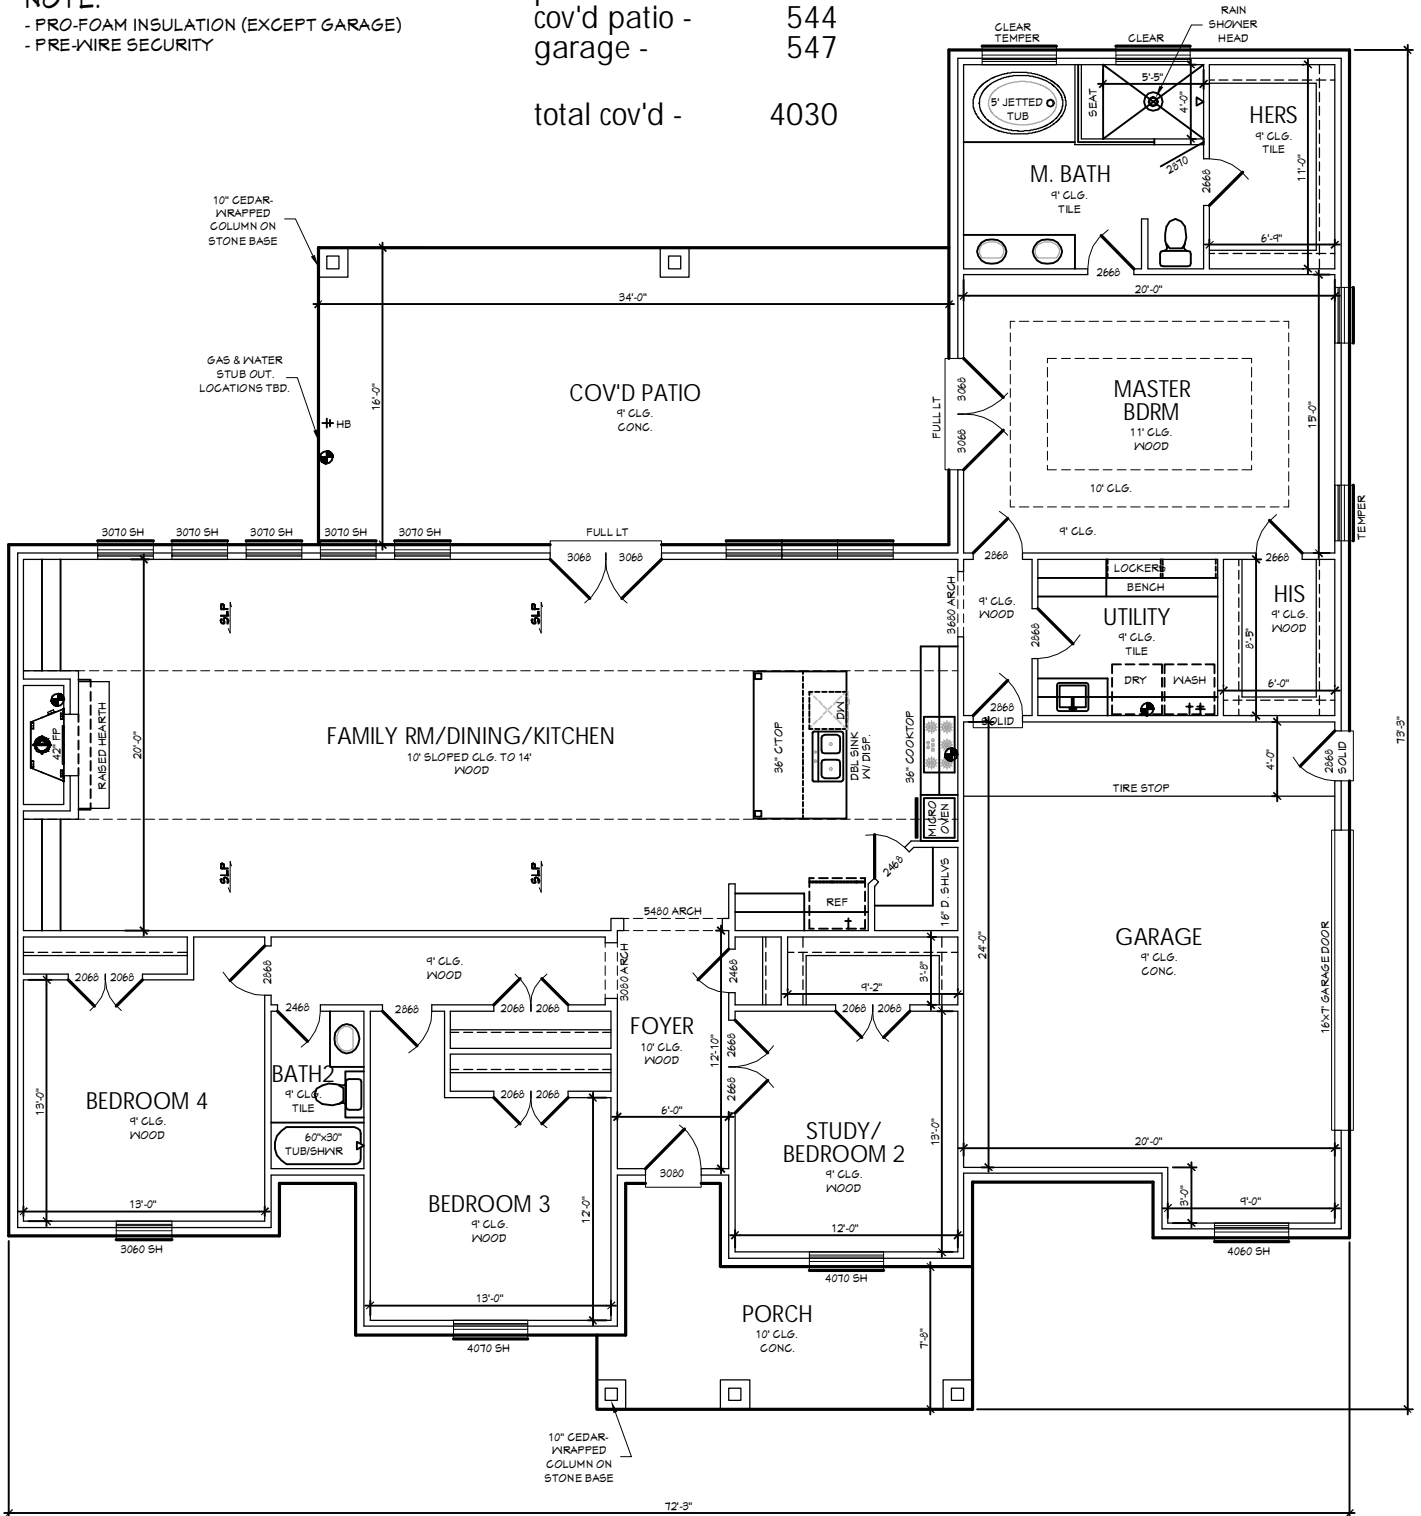 NOTE:
- PRO-FOAM INSULATION (EXCEPT GARAGE)
- PRE-WIRE SECURITY
cov'd patio - 544
garage - 547
total cov'd - 4030
CLEAR
TEMPER
CLEAR
RAIN
SHOWER
HEAD
5' JETTED
TUB
SEAT
5'-5"
4'-0"
HERS
9' CLG.
TILE
11'-0"
6'-9"
2870
2668
M. BATH
9' CLG.
TILE
2668
10" CEDAR-
WRAPPED
COLUMN ON
STONE BASE
34'-0"
20'-0"
GAS & WATER
STUB OUT.
LOCATIONS TBD.
16'-0"
HB
COV'D PATIO
9' CLG.
CONC.
FULL LT
3068
3068
MASTER
BDRM
11' CLG.
WOOD
10' CLG.
9' CLG.
15'-0"
TEMPER
3070 SH
3070 SH
3070 SH
3070 SH
3070 SH
FULL LT
3068
3068
2868
2668
LOCKERS
BENCH
3680 ARCH
9' CLG.
WOOD
2868
UTILITY
9' CLG.
TILE
8'-5"
HIS
9' CLG.
WOOD
6'-0"
DRY
WASH
2868
SOLID
SLP
SLP
42" FP
RAISED HEARTH
20'-0"
FAMILY RM/DINING/KITCHEN
10' SLOPED CLG. TO 14'
WOOD
36" C'TOP
DW
DBL SINK
W/ DISP.
36" COOKTOP
MICRO
OVEN
4'-0"
2868
SOLID
73'-3"
TIRE STOP
SLP
SLP
2468
16" D. SHLVS
REF
5480 ARCH
24'-0"
GARAGE
9' CLG.
CONC.
16'x7' GARAGE DOOR
2068
2068
2868
9' CLG.
WOOD
3080 ARCH
2468
9'-2"
3'-8"
2468
2868
2068
2068
2068
2068
FOYER
10' CLG.
WOOD
12'-10"
2668
2668
BATH2
9' CLG.
TILE
13'-0"
BEDROOM 4
9' CLG.
WOOD
2068
2068
6'-0"
60"x30"
TUB/SHWR
STUDY/
BEDROOM 2
9' CLG.
WOOD
13'-0"
20'-0"
3080
13'-0"
BEDROOM 3
9' CLG.
WOOD
12'-0"
12'-0"
3'-0"
9'-0"
3060 SH
4060 SH
4070 SH
13'-0"
PORCH
10' CLG.
CONC.
7'-8"
4070 SH
10" CEDAR-
WRAPPED
COLUMN ON
STONE BASE
72'-3"